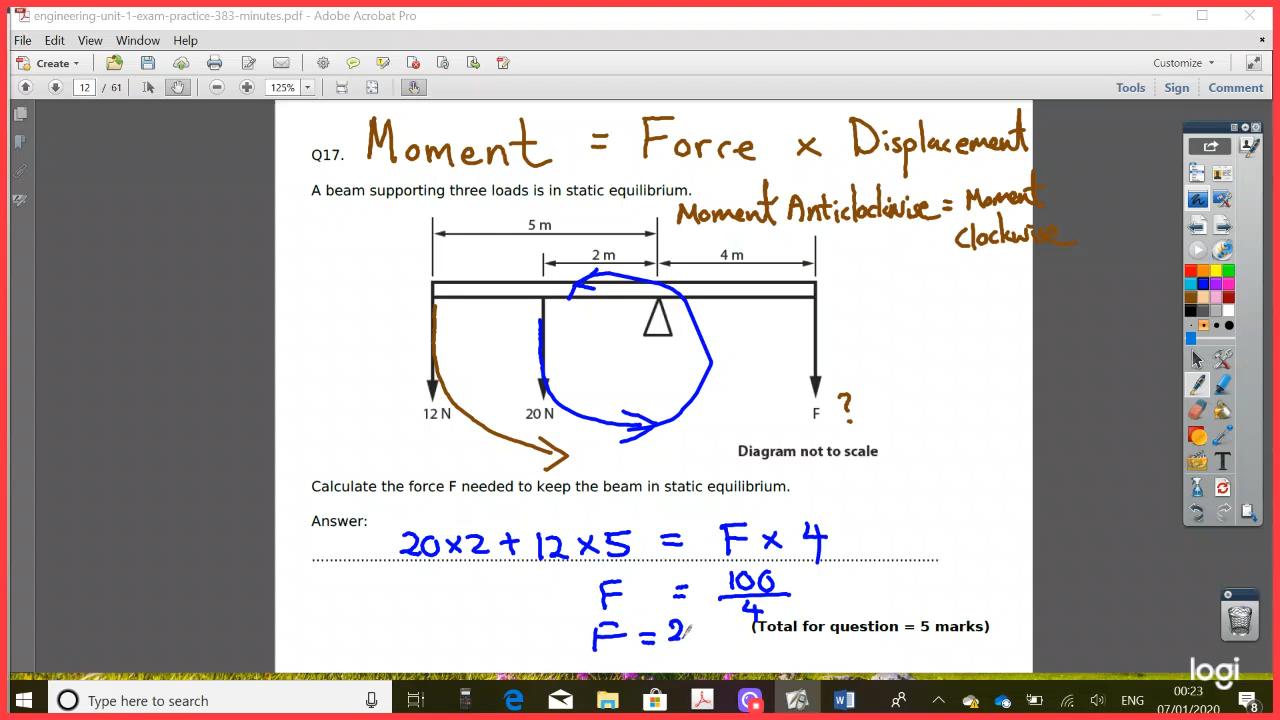 engineering-unit-1-exam-practice-383-minutes.pdf - Adobe Acrobat Pro
File Edit View Window Help
Create Customize
12 / 61 125% Tools Sign Comment
Moment = Force × Displacement
Q17.
A beam supporting three loads is in static equilibrium.
Moment Anticlockwise = Moment
clockwise
5 m
2 m 4 m
12 N 20 N F ?
Diagram not to scale
Calculate the force F needed to keep the beam in static equilibrium.
Answer:
20×2 + 12×5 = F × 4
F = 100/4
F = 2
(Total for question = 5 marks)
logi
Type here to search
ENG
00:23
07/01/2020
8